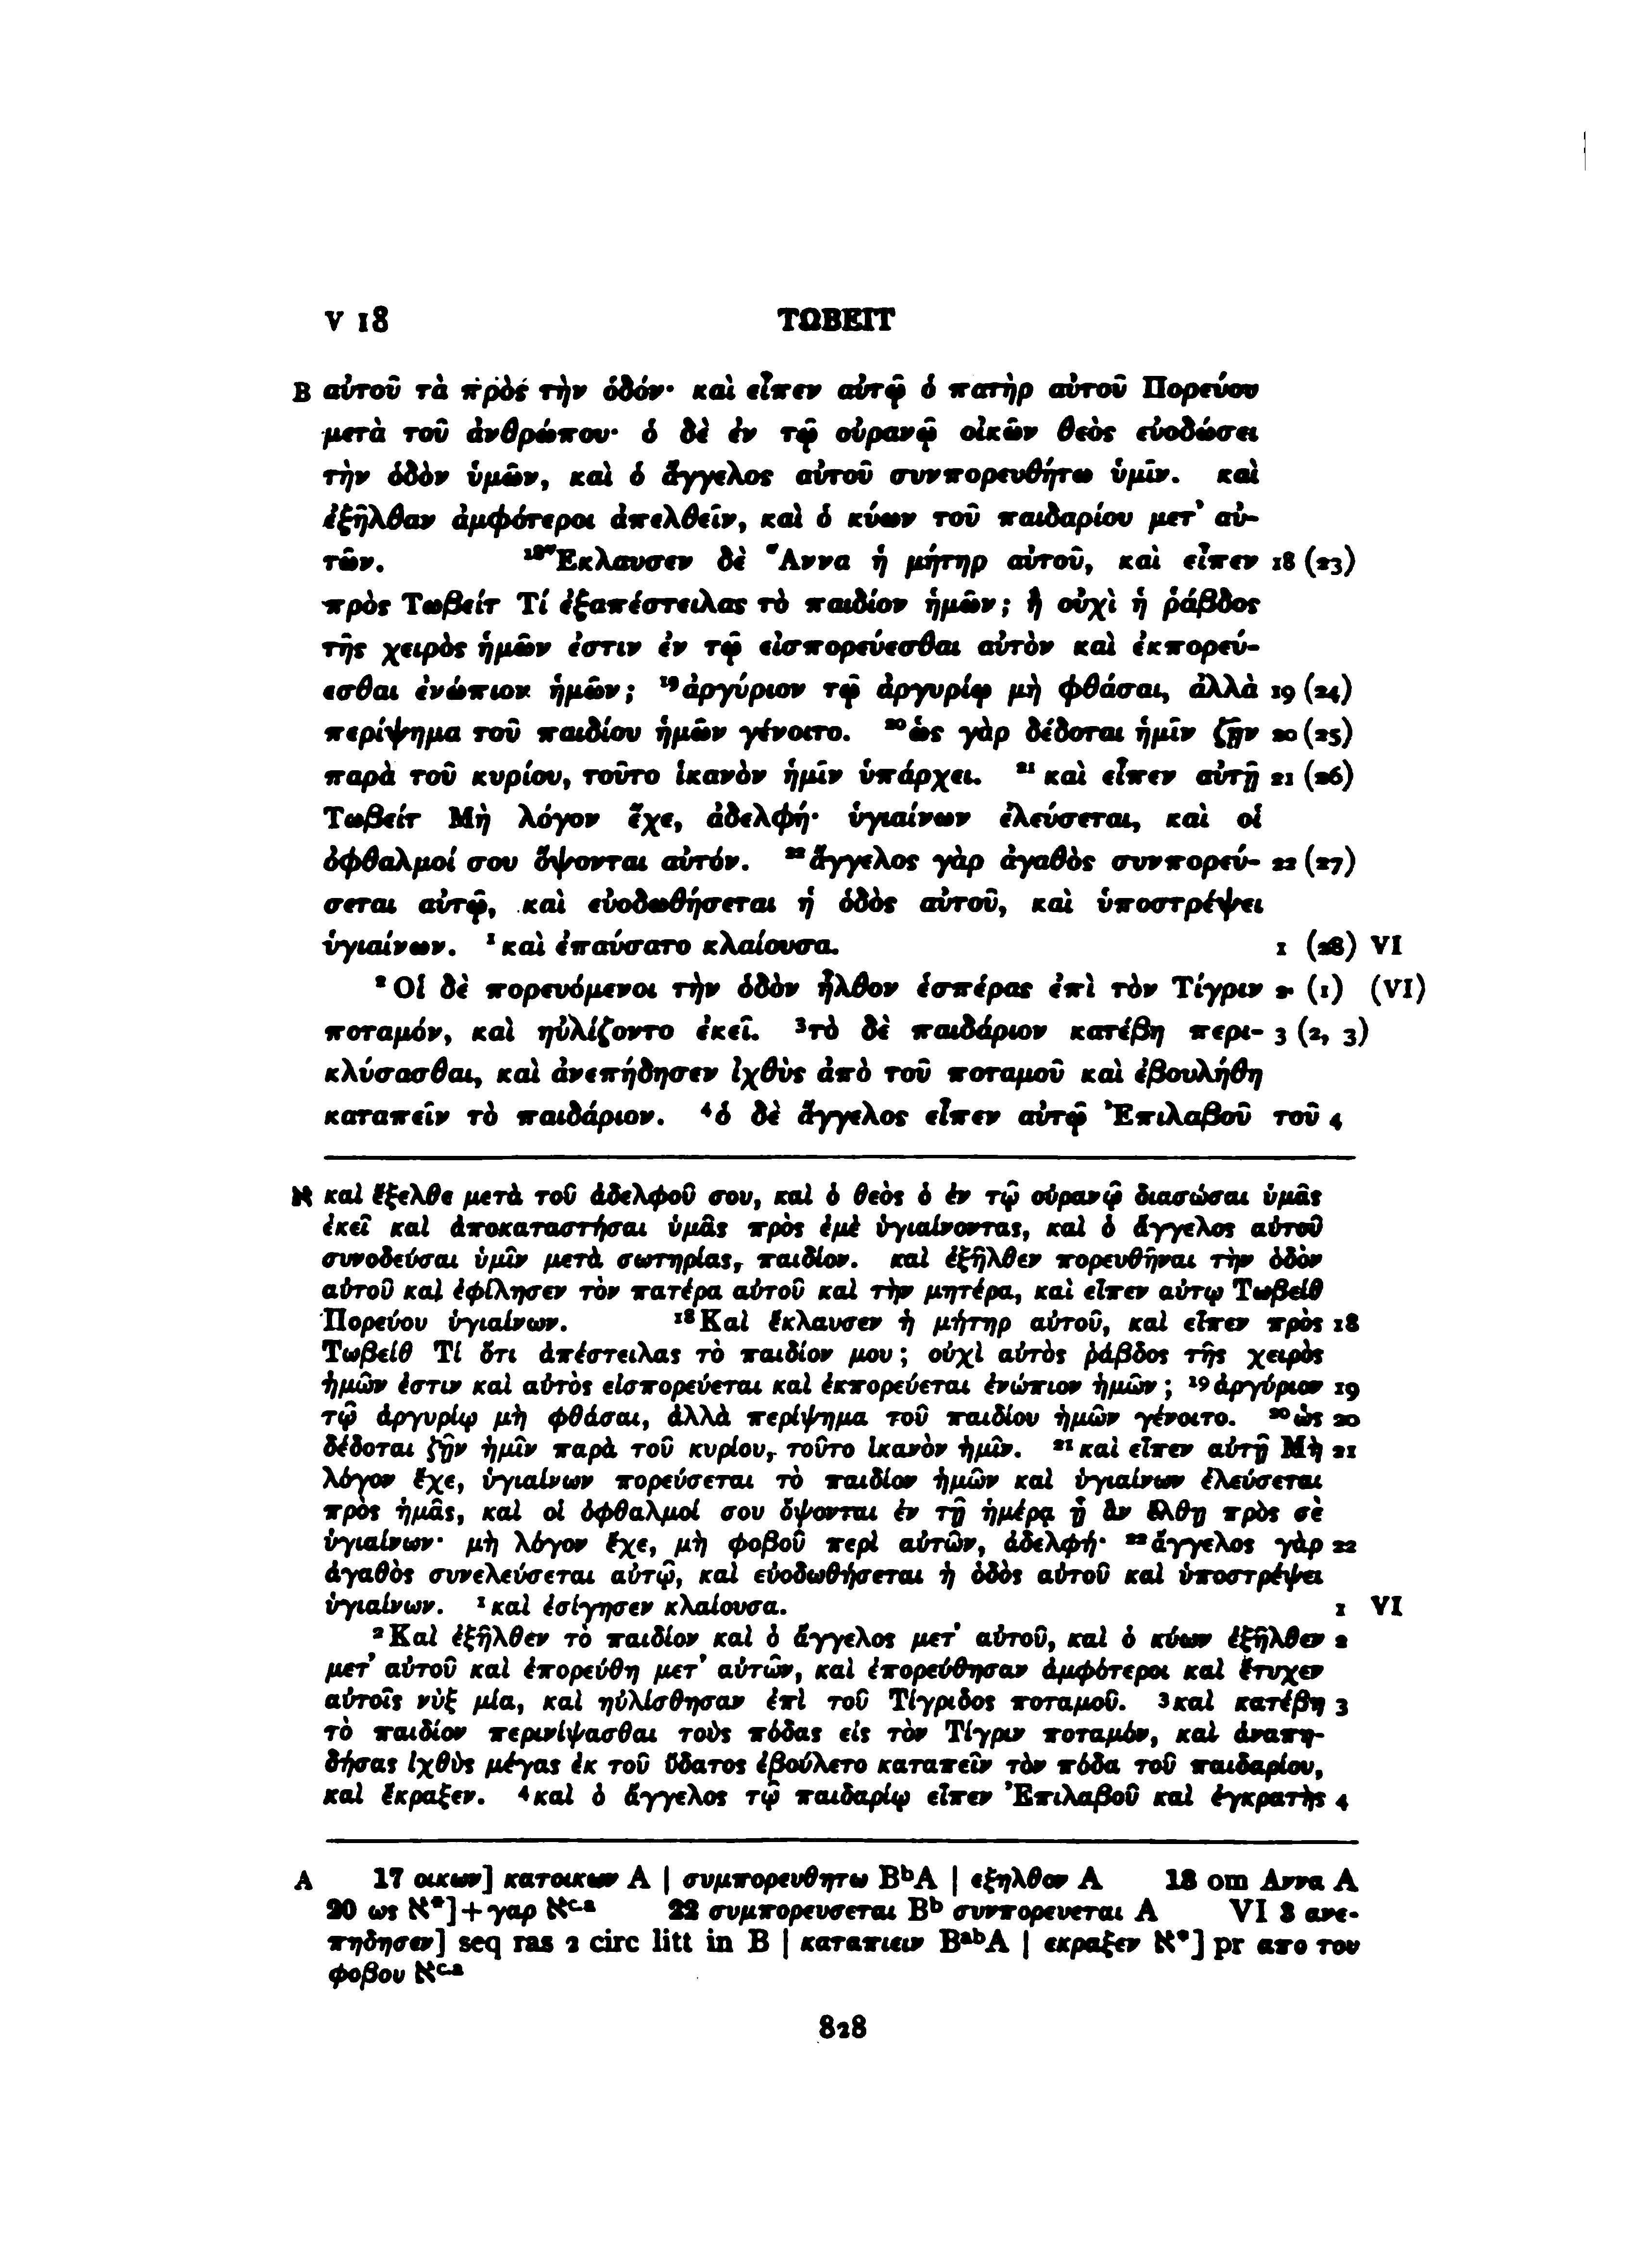 V 18 ΤΩΒΕΙΤ
B αὐτοῦ τὰ πρὸς τὴν ὁδόν· καὶ εἶπεν αὐτῷ ὁ πατὴρ αὐτοῦ Πορεύου
μετὰ τοῦ ἀνθρώπου· ὁ δὲ ἐν τῷ οὐρανῷ οἰκῶν θεὸς εὐοδώσει
τὴν ὁδὸν ὑμῶν, καὶ ὁ ἄγγελος αὐτοῦ συνπορευθήτω ὑμῖν. καὶ
ἐξῆλθαν ἀμφότεροι ἀπελθεῖν, καὶ ὁ κύων τοῦ παιδαρίου μετ᾽ αὐ-
τῶν. ¹⁸Ἔκλαυσεν δὲ Ἄννα ἡ μήτηρ αὐτοῦ, καὶ εἶπεν 18 (23)
πρὸς Τωβείτ Τί ἐξαπέστειλας τὸ παιδίον ἡμῶν; ἢ οὐχὶ ἡ ῥάβδος
τῆς χειρὸς ἡμῶν ἐστιν ἐν τῷ εἰσπορεύεσθαι αὐτὸν καὶ ἐκπορεύ-
εσθαι ἐνώπιον ἡμῶν; ¹⁹ἀργύριον τῷ ἀργυρίῳ μὴ φθάσαι, ἀλλὰ 19 (24)
περίψημα τοῦ παιδίου ἡμῶν γένοιτο. ²⁰ὡς γὰρ δέδοται ἡμῖν ζῆν 20 (25)
παρὰ τοῦ κυρίου, τοῦτο ἱκανὸν ἡμῖν ὑπάρχει. ²¹καὶ εἶπεν αὐτῇ 21 (26)
Τωβείτ Μὴ λόγον ἔχε, ἀδελφή· ὑγιαίνων ἐλεύσεται, καὶ οἱ
ὀφθαλμοί σου ὄψονται αὐτόν. ²²ἄγγελος γὰρ ἀγαθὸς συνπορεύ- 22 (27)
σεται αὐτῷ, καὶ εὐοδωθήσεται ἡ ὁδὸς αὐτοῦ, καὶ ὑποστρέψει
ὑγιαίνων. ¹καὶ ἐπαύσατο κλαίουσα. 1 (28) VI
²Οἱ δὲ πορευόμενοι τὴν ὁδὸν ἦλθον ἑσπέρας ἐπὶ τὸν Τίγριν 2 (1) (VI)
ποταμόν, καὶ ηὐλίζοντο ἐκεῖ. ³τὸ δὲ παιδάριον κατέβη περι- 3 (2, 3)
κλύσασθαι, καὶ ἀνεπήδησεν ἰχθὺς ἀπὸ τοῦ ποταμοῦ καὶ ἐβουλήθη
καταπεῖν τὸ παιδάριον. ⁴ὁ δὲ ἄγγελος εἶπεν αὐτῷ Ἐπιλαβοῦ τοῦ 4
א καὶ ἔξελθε μετὰ τοῦ ἀδελφοῦ σου, καὶ ὁ θεὸς ὁ ἐν τῷ οὐρανῷ διασώσαι ὑμᾶς
ἐκεῖ καὶ ἀποκαταστήσαι ὑμᾶς πρὸς ἐμὲ ὑγιαίνοντας, καὶ ὁ ἄγγελος αὐτοῦ
συνοδεύσαι ὑμῖν μετὰ σωτηρίας, παιδίον. καὶ ἐξῆλθεν πορευθῆναι τὴν ὁδὸν
αὐτοῦ καὶ ἐφίλησεν τὸν πατέρα αὐτοῦ καὶ τὴν μητέρα, καὶ εἶπεν αὐτῳ Τωβείθ
Πορεύου ὑγιαίνων. ¹⁸Καὶ ἔκλαυσεν ἡ μήτηρ αὐτοῦ, καὶ εἶπεν πρὸς 18
Τωβείθ Τί ὅτι ἀπέστειλας τὸ παιδίον μου; οὐχὶ αὐτὸς ῥάβδος τῆς χειρὸς
ἡμῶν ἐστιν καὶ αὐτὸς εἰσπορεύεται καὶ ἐκπορεύεται ἐνώπιον ἡμῶν; ¹⁹ἀργύριον 19
τῷ ἀργυρίῳ μὴ φθάσαι, ἀλλὰ περίψημα τοῦ παιδίου ἡμῶν γένοιτο. ²⁰ὡς 20
δέδοται ζῆν ἡμῖν παρὰ τοῦ κυρίου, τοῦτο ἱκανὸν ἡμῖν. ²¹καὶ εἶπεν αὐτῇ Μὴ 21
λόγον ἔχε, ὑγιαίνων πορεύσεται τὸ παιδίον ἡμῶν καὶ ὑγιαίνων ἐλεύσεται
πρὸς ἡμᾶς, καὶ οἱ ὀφθαλμοί σου ὄψονται ἐν τῇ ἡμέρᾳ ᾗ ἂν ἔλθῃ πρὸς σὲ
ὑγιαίνων· μὴ λόγον ἔχε, μὴ φοβοῦ περὶ αὐτῶν, ἀδελφή· ²²ἄγγελος γὰρ 22
ἀγαθὸς συνελεύσεται αὐτῷ, καὶ εὐοδωθήσεται ἡ ὁδὸς αὐτοῦ καὶ ὑποστρέψει
ὑγιαίνων. ¹καὶ ἐσίγησεν κλαίουσα. 1 VI
²Καὶ ἐξῆλθεν τὸ παιδίον καὶ ὁ ἄγγελος μετ᾽ αὐτοῦ, καὶ ὁ κύων ἐξῆλθεν 2
μετ᾽ αὐτοῦ καὶ ἐπορεύθη μετ᾽ αὐτῶν, καὶ ἐπορεύθησαν ἀμφότεροι καὶ ἔτυχεν
αὐτοῖς νὺξ μία, καὶ ηὐλίσθησαν ἐπὶ τοῦ Τίγριδος ποταμοῦ. ³καὶ κατέβη 3
τὸ παιδίον περινίψασθαι τοὺς πόδας εἰς τὸν Τίγριν ποταμόν, καὶ ἀναπη-
δήσας ἰχθὺς μέγας ἐκ τοῦ ὕδατος ἐβούλετο καταπεῖν τὸν πόδα τοῦ παιδαρίου,
καὶ ἔκραξεν. ⁴καὶ ὁ ἄγγελος τῷ παιδαρίῳ εἶπεν Ἐπιλαβοῦ καὶ ἐγκρατὴς 4
A 17 οικων] κατοικων A | συμπορευθητω BᵇA | εξηλθον A 18 om Αννα A
20 ως א*]+γαρ אᶜ·ᵃ 22 συμπορευσεται Bᵇ συνπορευεται A VI 3 ανε-
πηδησεν] seq ras 2 circ litt in B | καταπιειν BᵃᵇA | εκραξεν א*] pr απο του
φοβου אᶜ·ᵃ
828